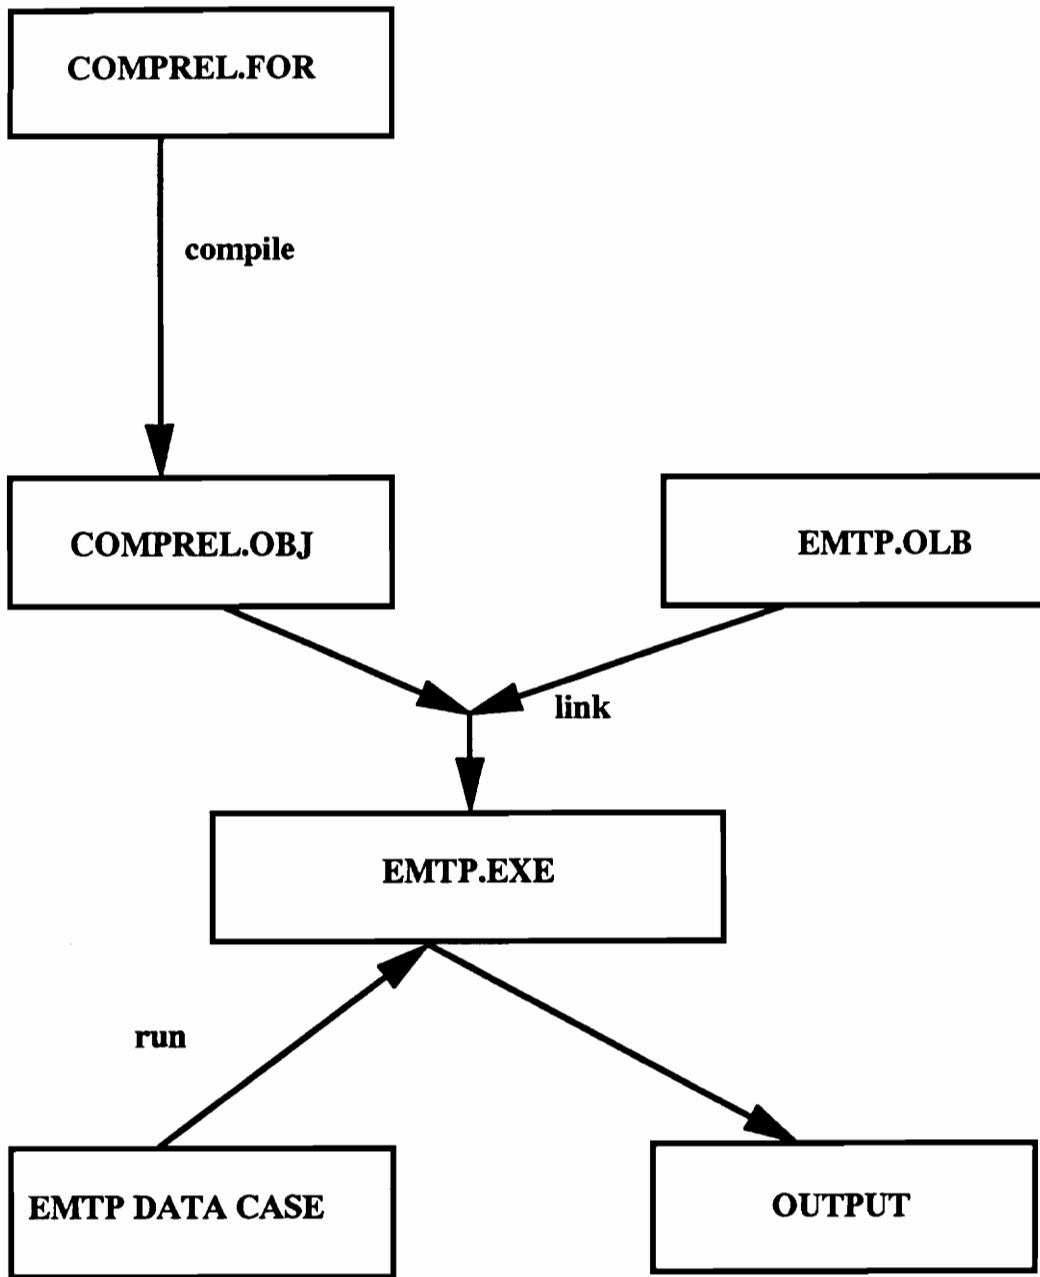 COMPREL.FOR
compile
COMPREL.OBJ
EMTP.OLB
link
EMTP.EXE
run
EMTP DATA CASE
OUTPUT